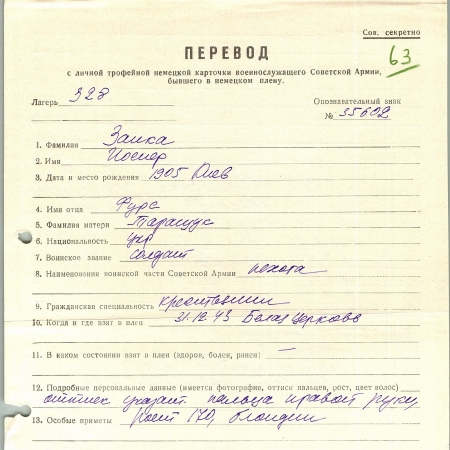 Сов. секретно
63
ПЕРЕВОД
с личной трофейной немецкой карточки военнослужащего Советской Армии,
бывшего в немецком плену.
Лагерь 328
Опознавательный знак
№ 35602
1. Фамилия Заика
2. Имя Иосиф
3. Дата и место рождения 1905 Киев
4. Имя отца Фурс
5. Фамилия матери Тарасюк
6. Национальность укр
7. Воинское звание Солдат
8. Наименование воинской части Советской Армии пехота
9. Гражданская специальность крестьянин
10. Когда и где взят в плен 31.12.43 Белая Церковь
11. В каком состоянии взят в плен (здоров, болен, ранен) —
12. Подробные персональные данные (имеется фотография, оттиск пальцев, рост, цвет волос)
оттиск указат. пальца правой руки,
13. Особые приметы рост 170, блондин